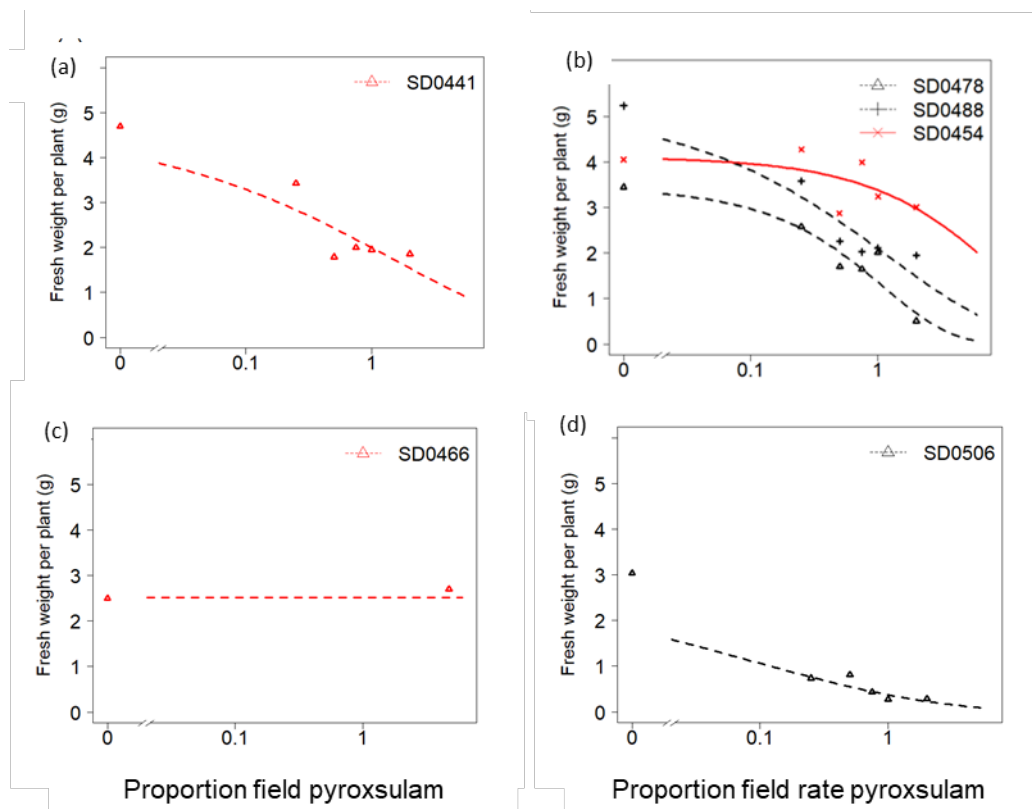 (a)
SD0441
Fresh weight per plant (g)
5
4
3
2
1
0
0
0.1
1
(b)
SD0478
SD0488
SD0454
Fresh weight per plant (g)
5
4
3
2
1
0
0
0.1
1
(c)
SD0466
Fresh weight per plant (g)
5
4
3
2
1
0
0
0.1
1
Proportion field pyroxsulam
(d)
SD0506
Fresh weight per plant (g)
5
4
3
2
1
0
0
0.1
1
Proportion field rate pyroxsulam